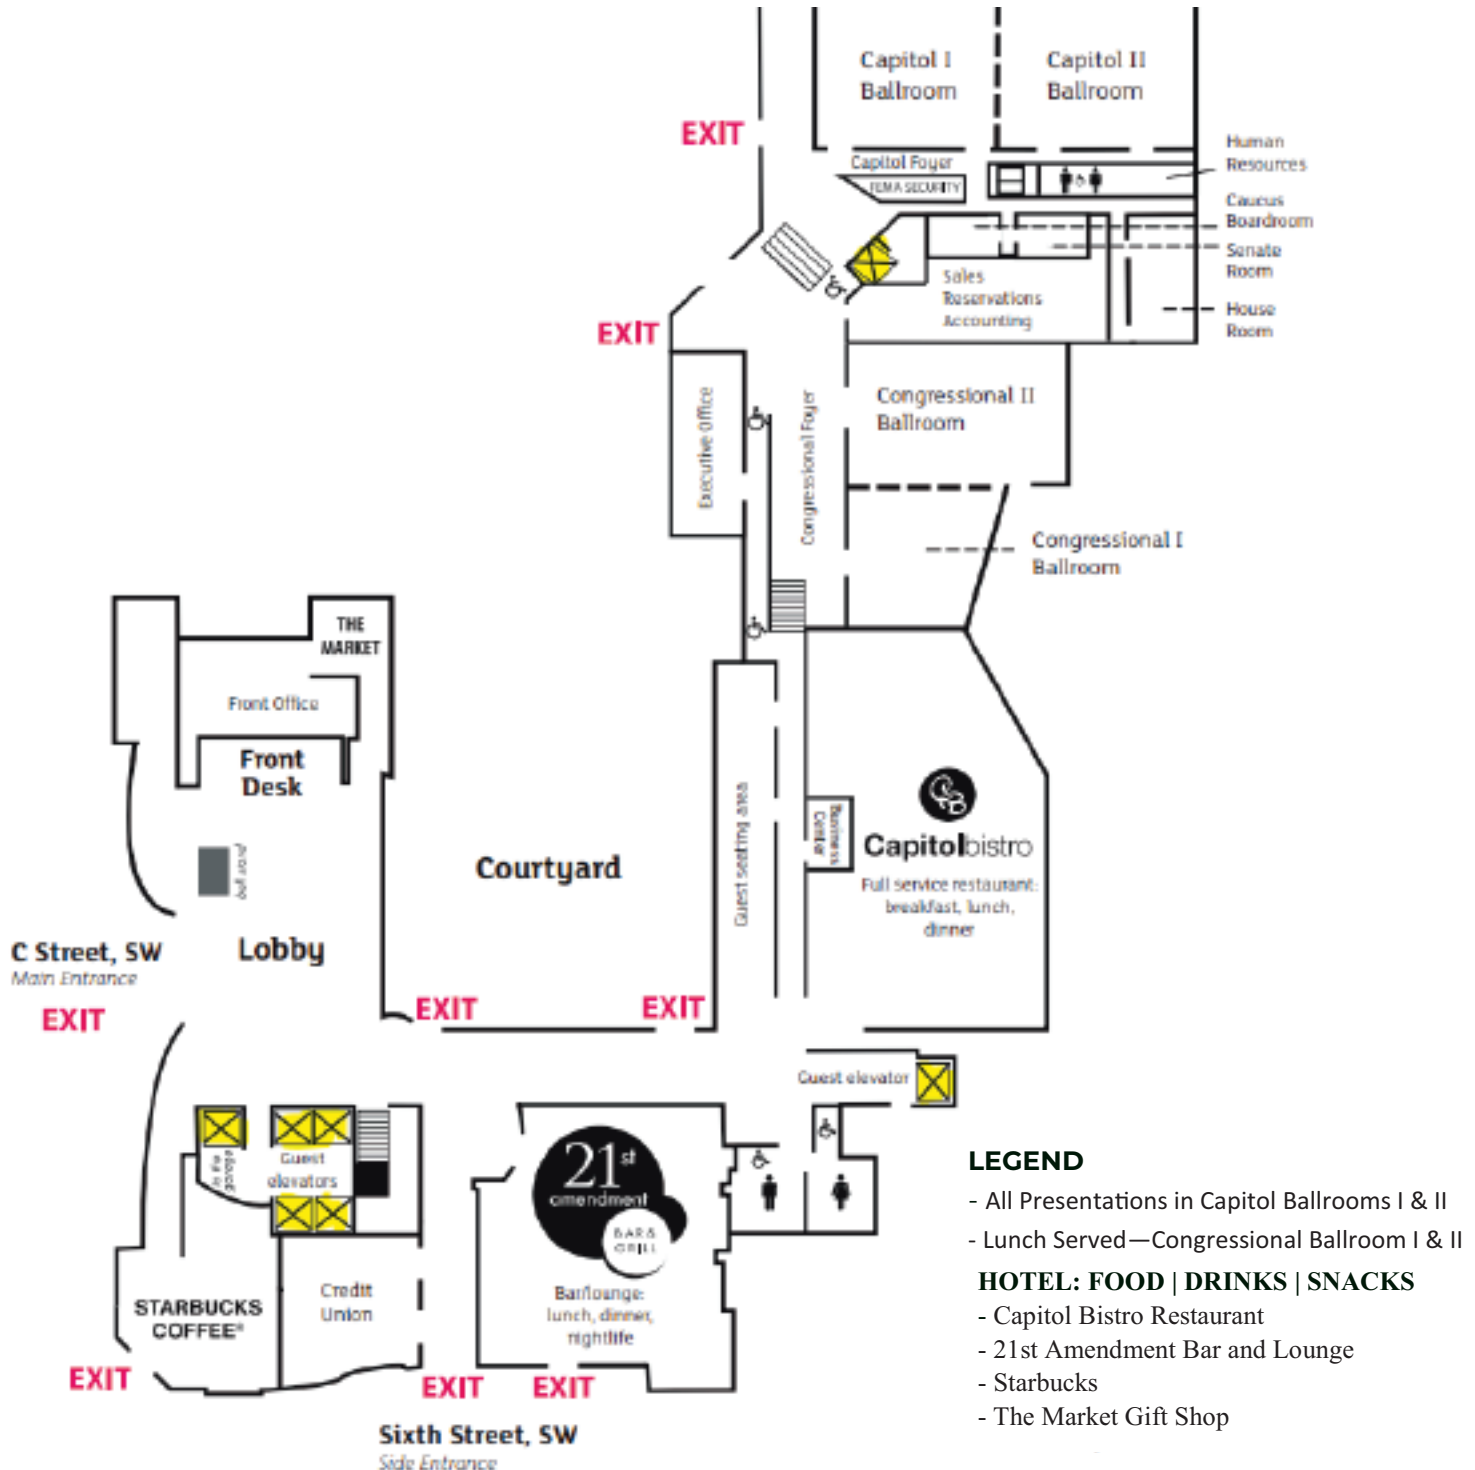 Capitol I
Ballroom
Capitol II
Ballroom
EXIT
Capitol Foyer
FEMA SECURITY
Human
Resources
Caucus
Boardroom
Senate
Room
House
Room
Sales
Reservations
Accounting
EXIT
Executive Office
Congressional Foyer
Congressional II
Ballroom
Congressional I
Ballroom
THE
MARKET
Front Office
Front
Desk
Courtyard
Guest seating area
Business
Center
CB
Capitolbistro
Full service restaurant:
breakfast, lunch,
dinner
Lobby
C Street, SW
Main Entrance
EXIT
EXIT
EXIT
Guest elevator
Guest
elevators
21st
amendment
BAR &
GRILL
Bar/lounge:
lunch, dinner,
nightlife
Credit
Union
STARBUCKS
COFFEE®
EXIT
EXIT
EXIT
Sixth Street, SW
Side Entrance
LEGEND
- All Presentations in Capitol Ballrooms I & II
- Lunch Served—Congressional Ballroom I & II
HOTEL: FOOD | DRINKS | SNACKS
- Capitol Bistro Restaurant
- 21st Amendment Bar and Lounge
- Starbucks
- The Market Gift Shop